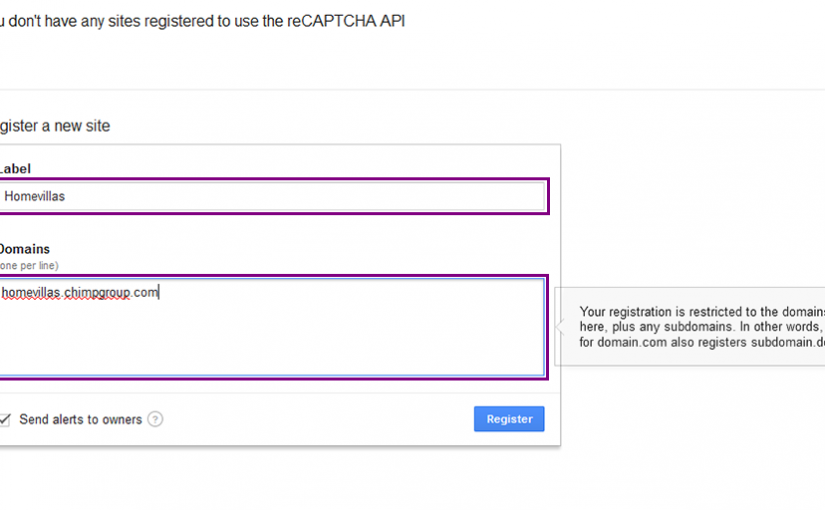 u don't have any sites registered to use the reCAPTCHA API
gister a new site
Label
Homevillas
Domains
one per line)
homevillas.chimpgroup.com
Your registration is restricted to the domains
here, plus any subdomains. In other words,
for domain.com also registers subdomain.d
Send alerts to owners ?
Register